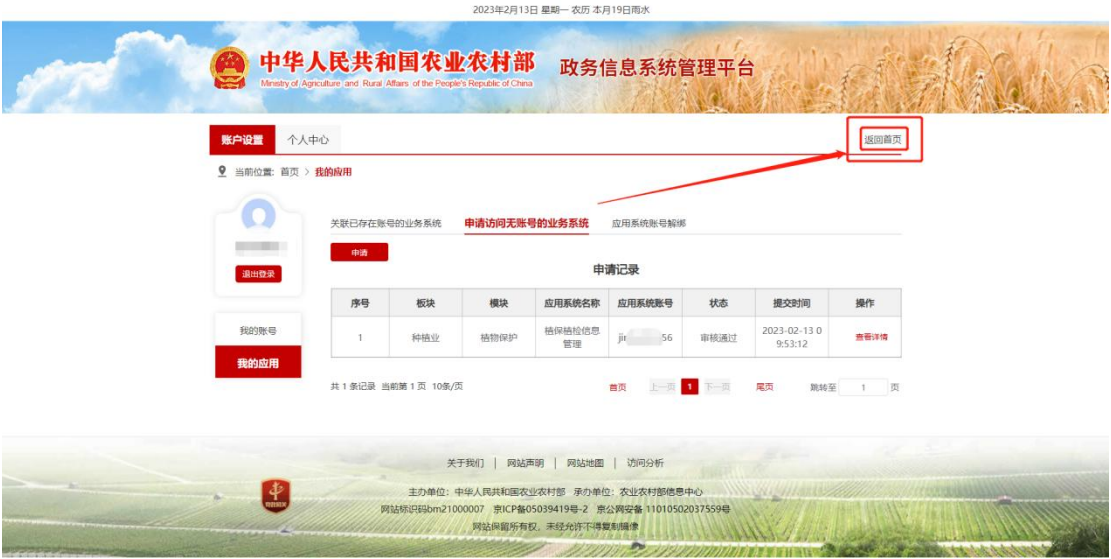 2023年2月13日 星期一 农历 本月19日雨水
中华人民共和国农业农村部 政务信息系统管理平台
Ministry of Agriculture and Rural Affairs of the People's Republic of China
账户设置 个人中心 返回首页
当前位置: 首页 > 我的应用
关联已存在账号的业务系统 申请访问无账号的业务系统 应用系统账号解绑
申请
退出登录
申请记录
序号 板块 模块 应用系统名称 应用系统账号 状态 提交时间 操作
1 种植业 植物保护 植保植检信息管理 jir 56 审核通过 2023-02-13 09:53:12 查看详情
我的账号
我的应用
共 1 条记录 当前第 1 页 10条/页 首页 上一页 1 下一页 尾页 跳转至 1 页
关于我们 | 网站声明 | 网站地图 | 访问分析
主办单位：中华人民共和国农业农村部 承办单位：农业农村部信息中心
网站标识码bm21000007 京ICP备05039419号-2 京公网安备 11010502037559号
网站保留所有权，未经允许不得复制镜像
党政机关